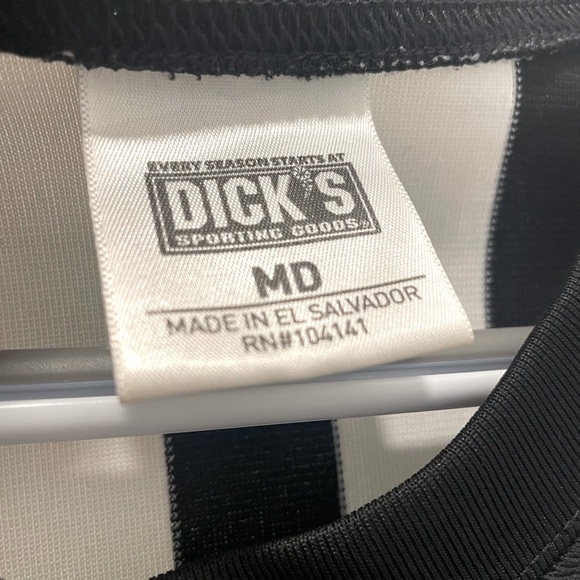 EVERY SEASON STARTS AT
DICK'S
SPORTING GOODS
MD
MADE IN EL SALVADOR
RN#104141